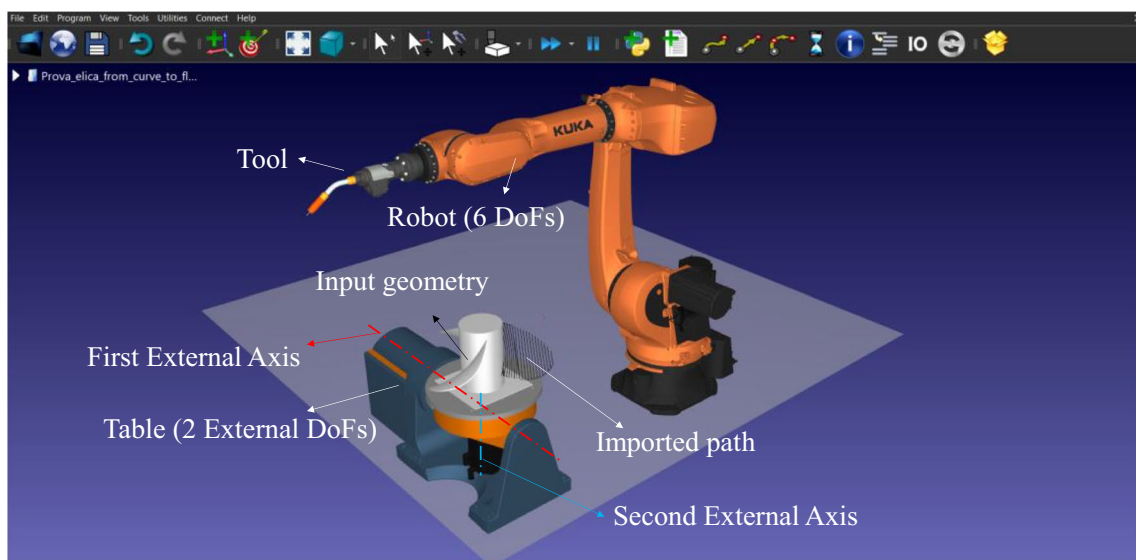 File Edit Program View Tools Utilities Connect Help
IO
Prova_elica_from_curve_to_fl...
KUKA
Tool
Robot (6 DoFs)
Input geometry
First External Axis
Table (2 External DoFs)
Imported path
Second External Axis